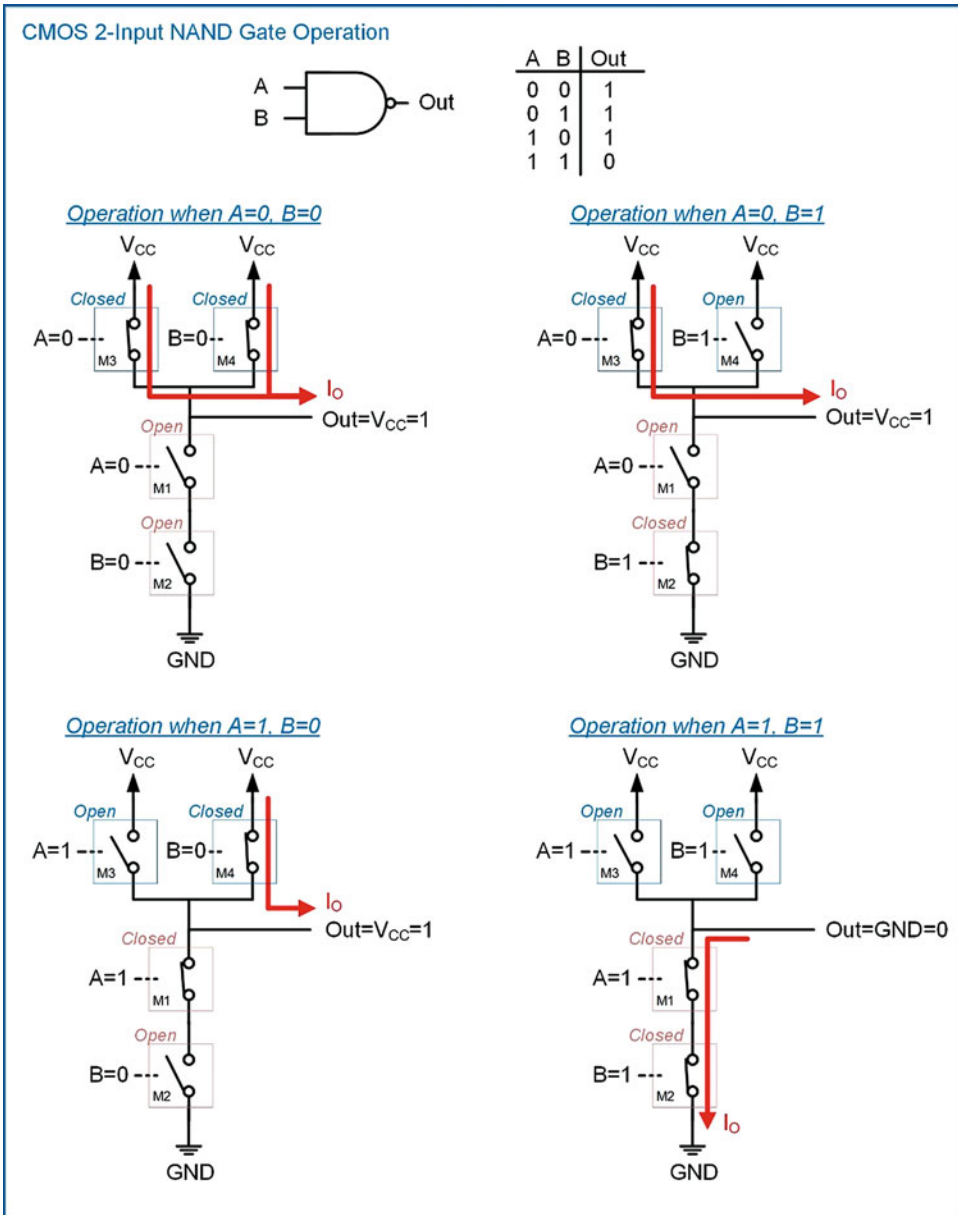 CMOS 2-Input NAND Gate Operation
A B Out
0 0 1
0 1 1
1 0 1
1 1 0
A
B
Out
Operation when A=0, B=0
VCC VCC
Closed Closed
A=0 M3 B=0 M4
IO
Out=VCC=1
Open
A=0 M1
Open
B=0 M2
GND
Operation when A=0, B=1
VCC VCC
Closed Open
A=0 M3 B=1 M4
IO
Out=VCC=1
Open
A=0 M1
Closed
B=1 M2
GND
Operation when A=1, B=0
VCC VCC
Open Closed
A=1 M3 B=0 M4
IO
Out=VCC=1
Closed
A=1 M1
Open
B=0 M2
GND
Operation when A=1, B=1
VCC VCC
Open Open
A=1 M3 B=1 M4
Out=GND=0
Closed
A=1 M1
Closed
B=1 M2
IO
GND